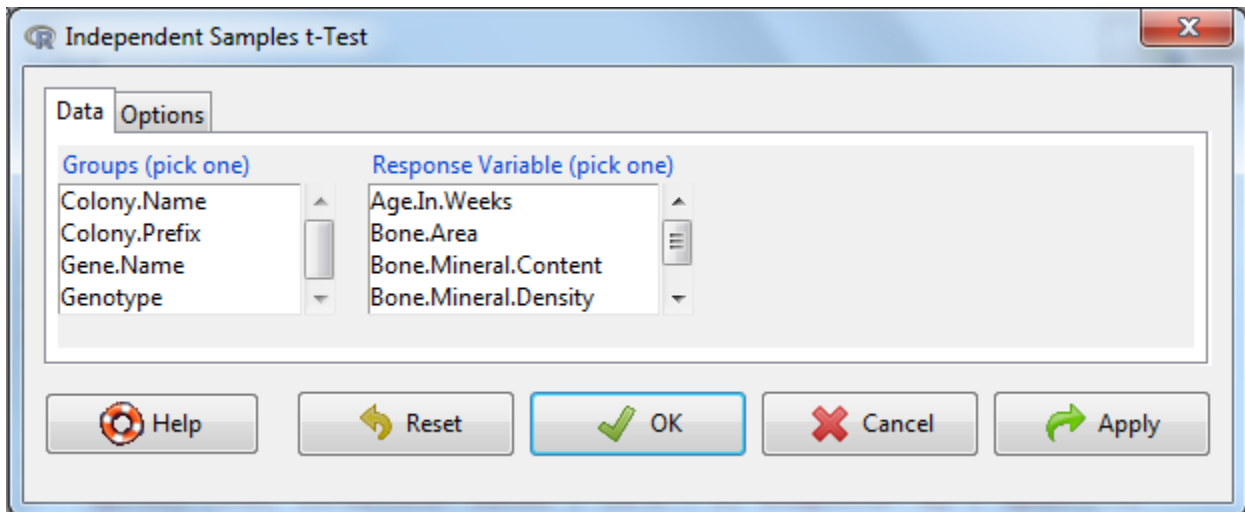 Independent Samples t-Test
Data Options
Groups (pick one)
Colony.Name
Colony.Prefix
Gene.Name
Genotype
Response Variable (pick one)
Age.In.Weeks
Bone.Area
Bone.Mineral.Content
Bone.Mineral.Density
Help Reset OK Cancel Apply